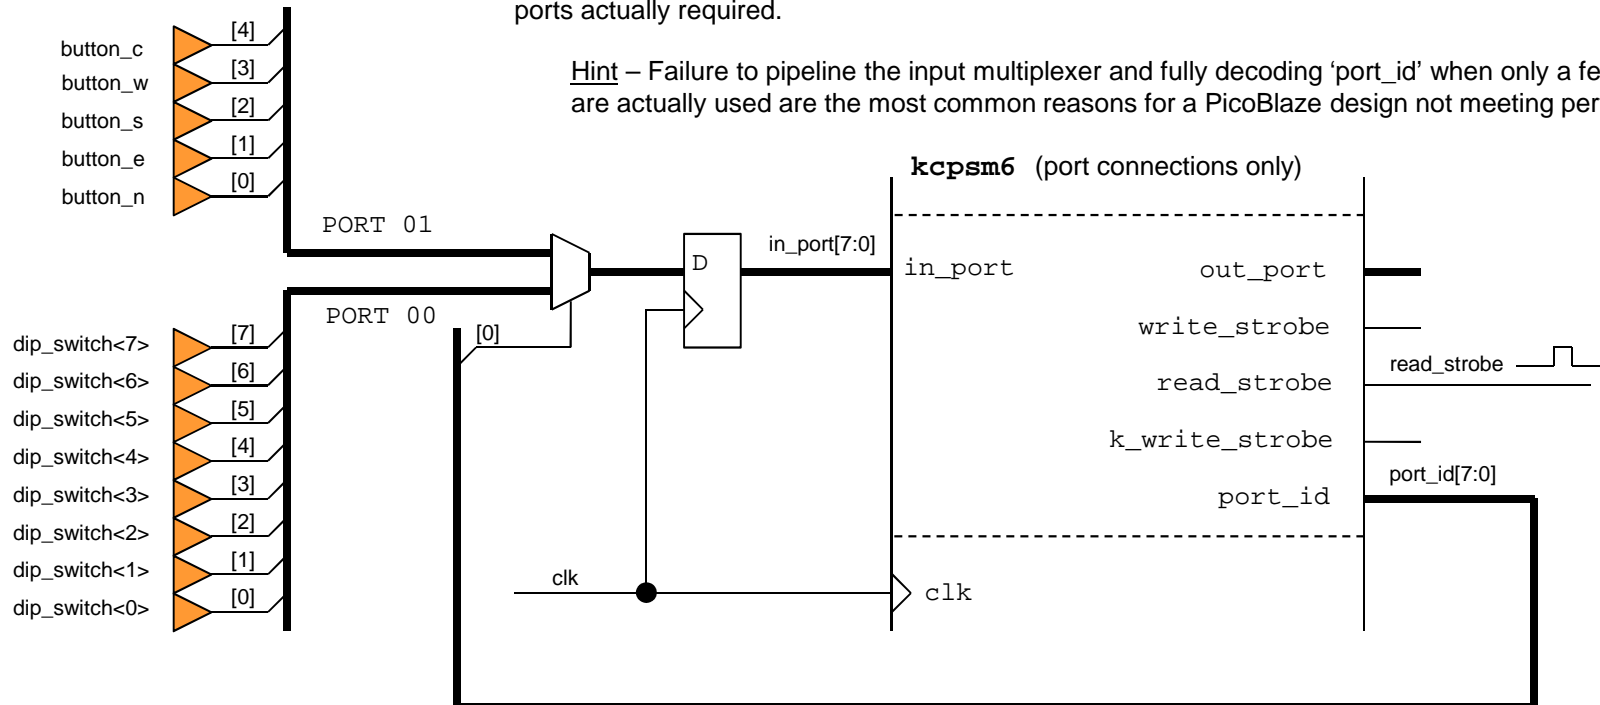 ports actually required.
Hint – Failure to pipeline the input multiplexer and fully decoding ‘port_id’ when only a fe
are actually used are the most common reasons for a PicoBlaze design not meeting per
kcpsm6 (port connections only)
button_c [4]
button_w [3]
button_s [2]
button_e [1]
button_n [0]
PORT 01
PORT 00
[0]
D
in_port[7:0]
in_port
out_port
write_strobe
read_strobe
read_strobe
k_write_strobe
port_id[7:0]
port_id
dip_switch<7> [7]
dip_switch<6> [6]
dip_switch<5> [5]
dip_switch<4> [4]
dip_switch<3> [3]
dip_switch<2> [2]
dip_switch<1> [1]
dip_switch<0> [0]
clk
clk